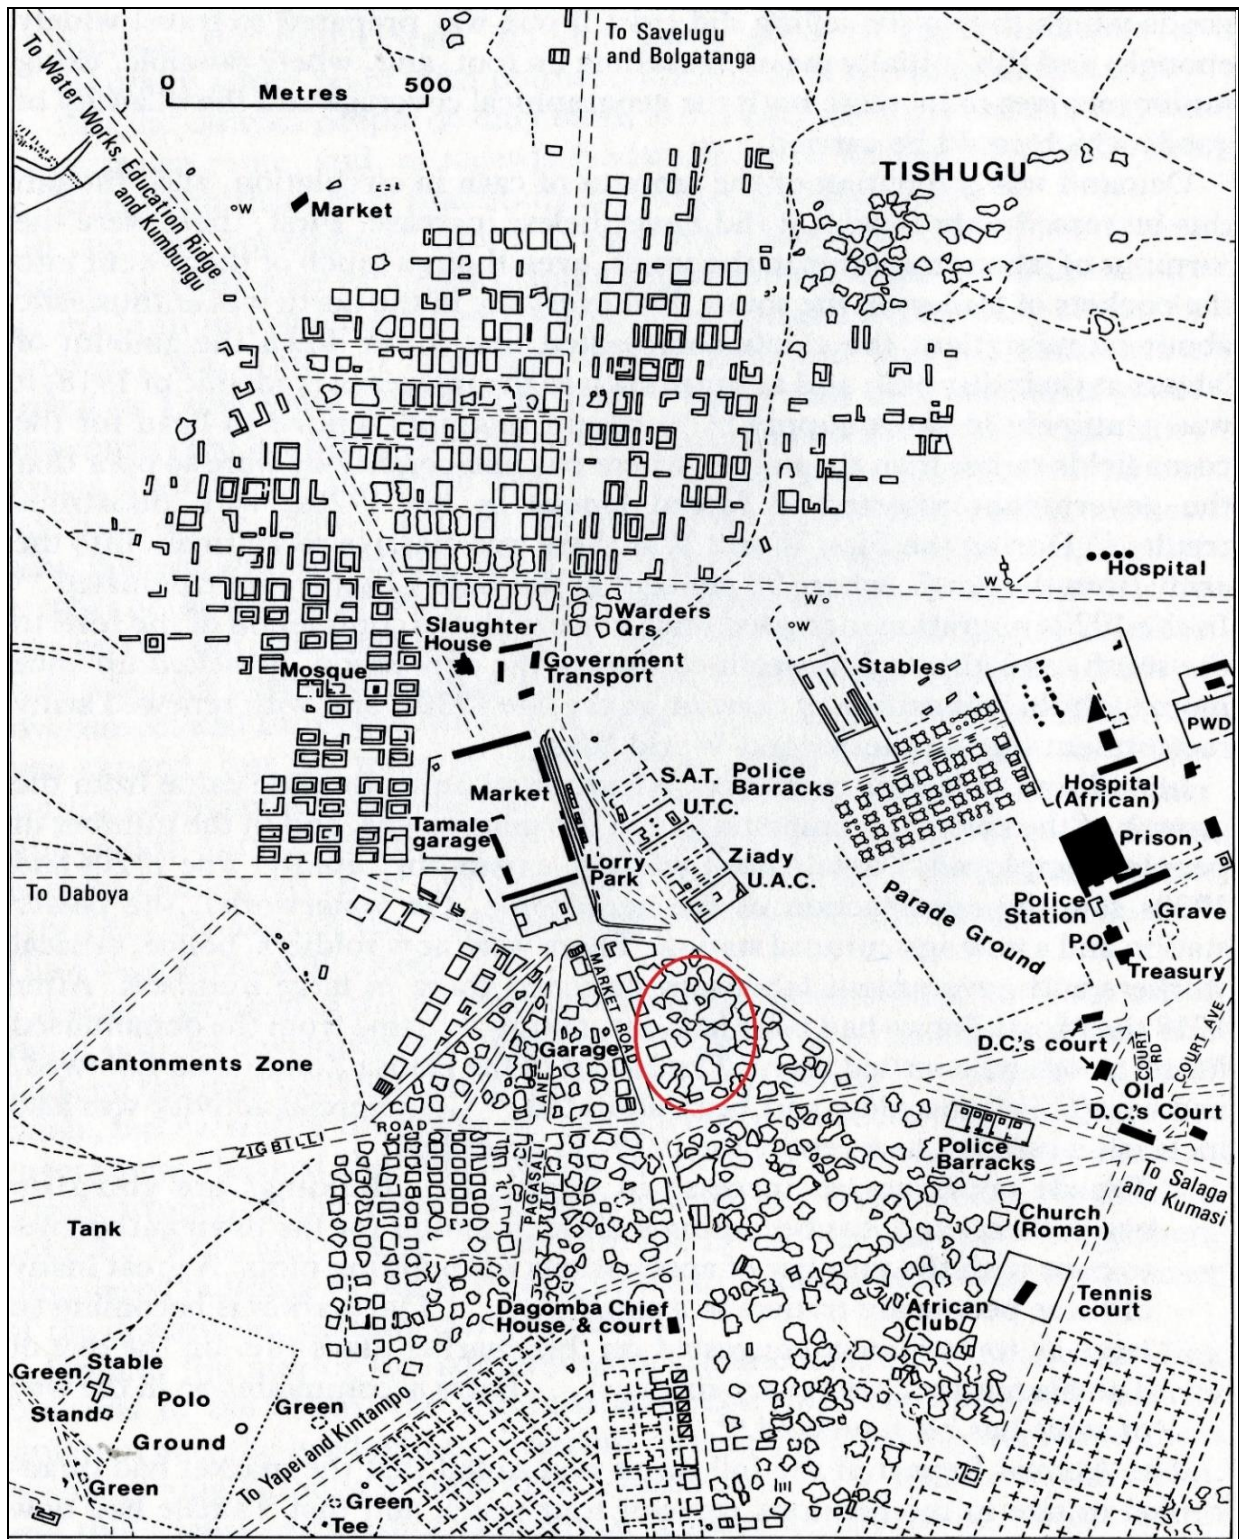 To Savelugu
and Bolgatanga
To Water Works, Education Ridge
and Kumbungu
0
500
Metres
TISHUGU
W
Market
Hospital
W
W
W
Warders
Qrs
Slaughter
House
Government
Transport
Stables
Mosque
PWD
S.A.T.
Police
Barracks
U.T.C.
Market
Hospital
(African)
Tamale
garage
Prison
Lorry
Park
Ziady
U.A.C.
To Daboya
Parade Ground
Police
Station
Grave
P.O.
Treasury
MARKET ROAD
D.C.'s court
COURT RD
COURT AVE
Garage
Cantonments Zone
LANE
Old
D.C.'s Court
ZIGBILI ROAD
Police
Barracks
To Salaga
and Kumasi
PAGASALI
Church
(Roman)
Tank
Tennis
court
Dagomba Chief
House & court
African
Club
Stable
Green
Polo
Green
Stand
Ground
To Yapei and Kintampo
Green
Green
Tee